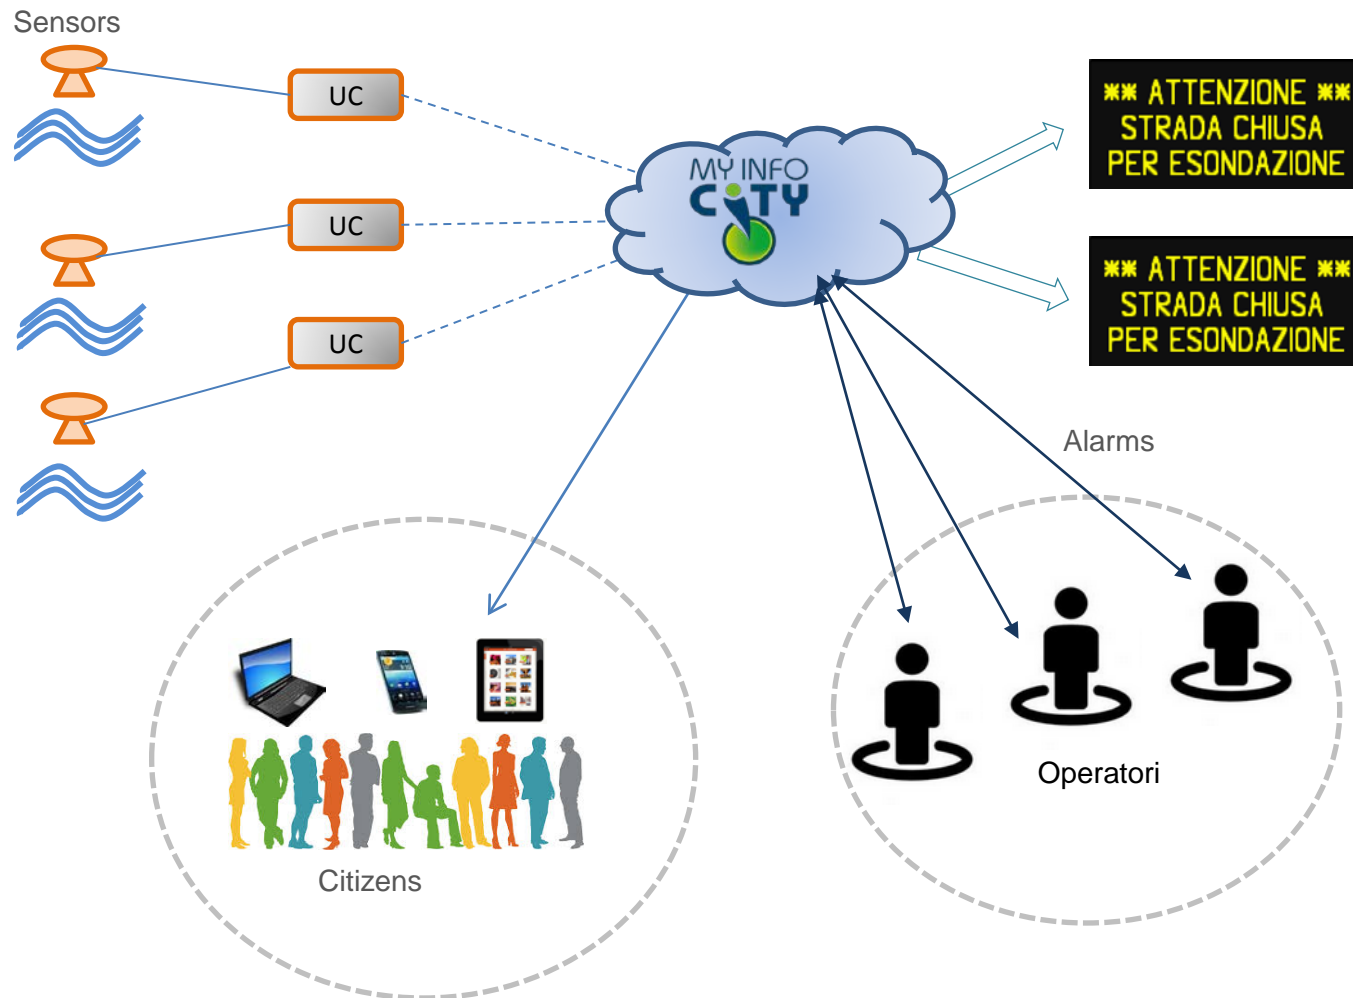 Sensors
UC
UC
UC
MY INFO
CiTY
** ATTENZIONE **
STRADA CHIUSA
PER ESONDAZIONE
** ATTENZIONE **
STRADA CHIUSA
PER ESONDAZIONE
Alarms
Operatori
Citizens